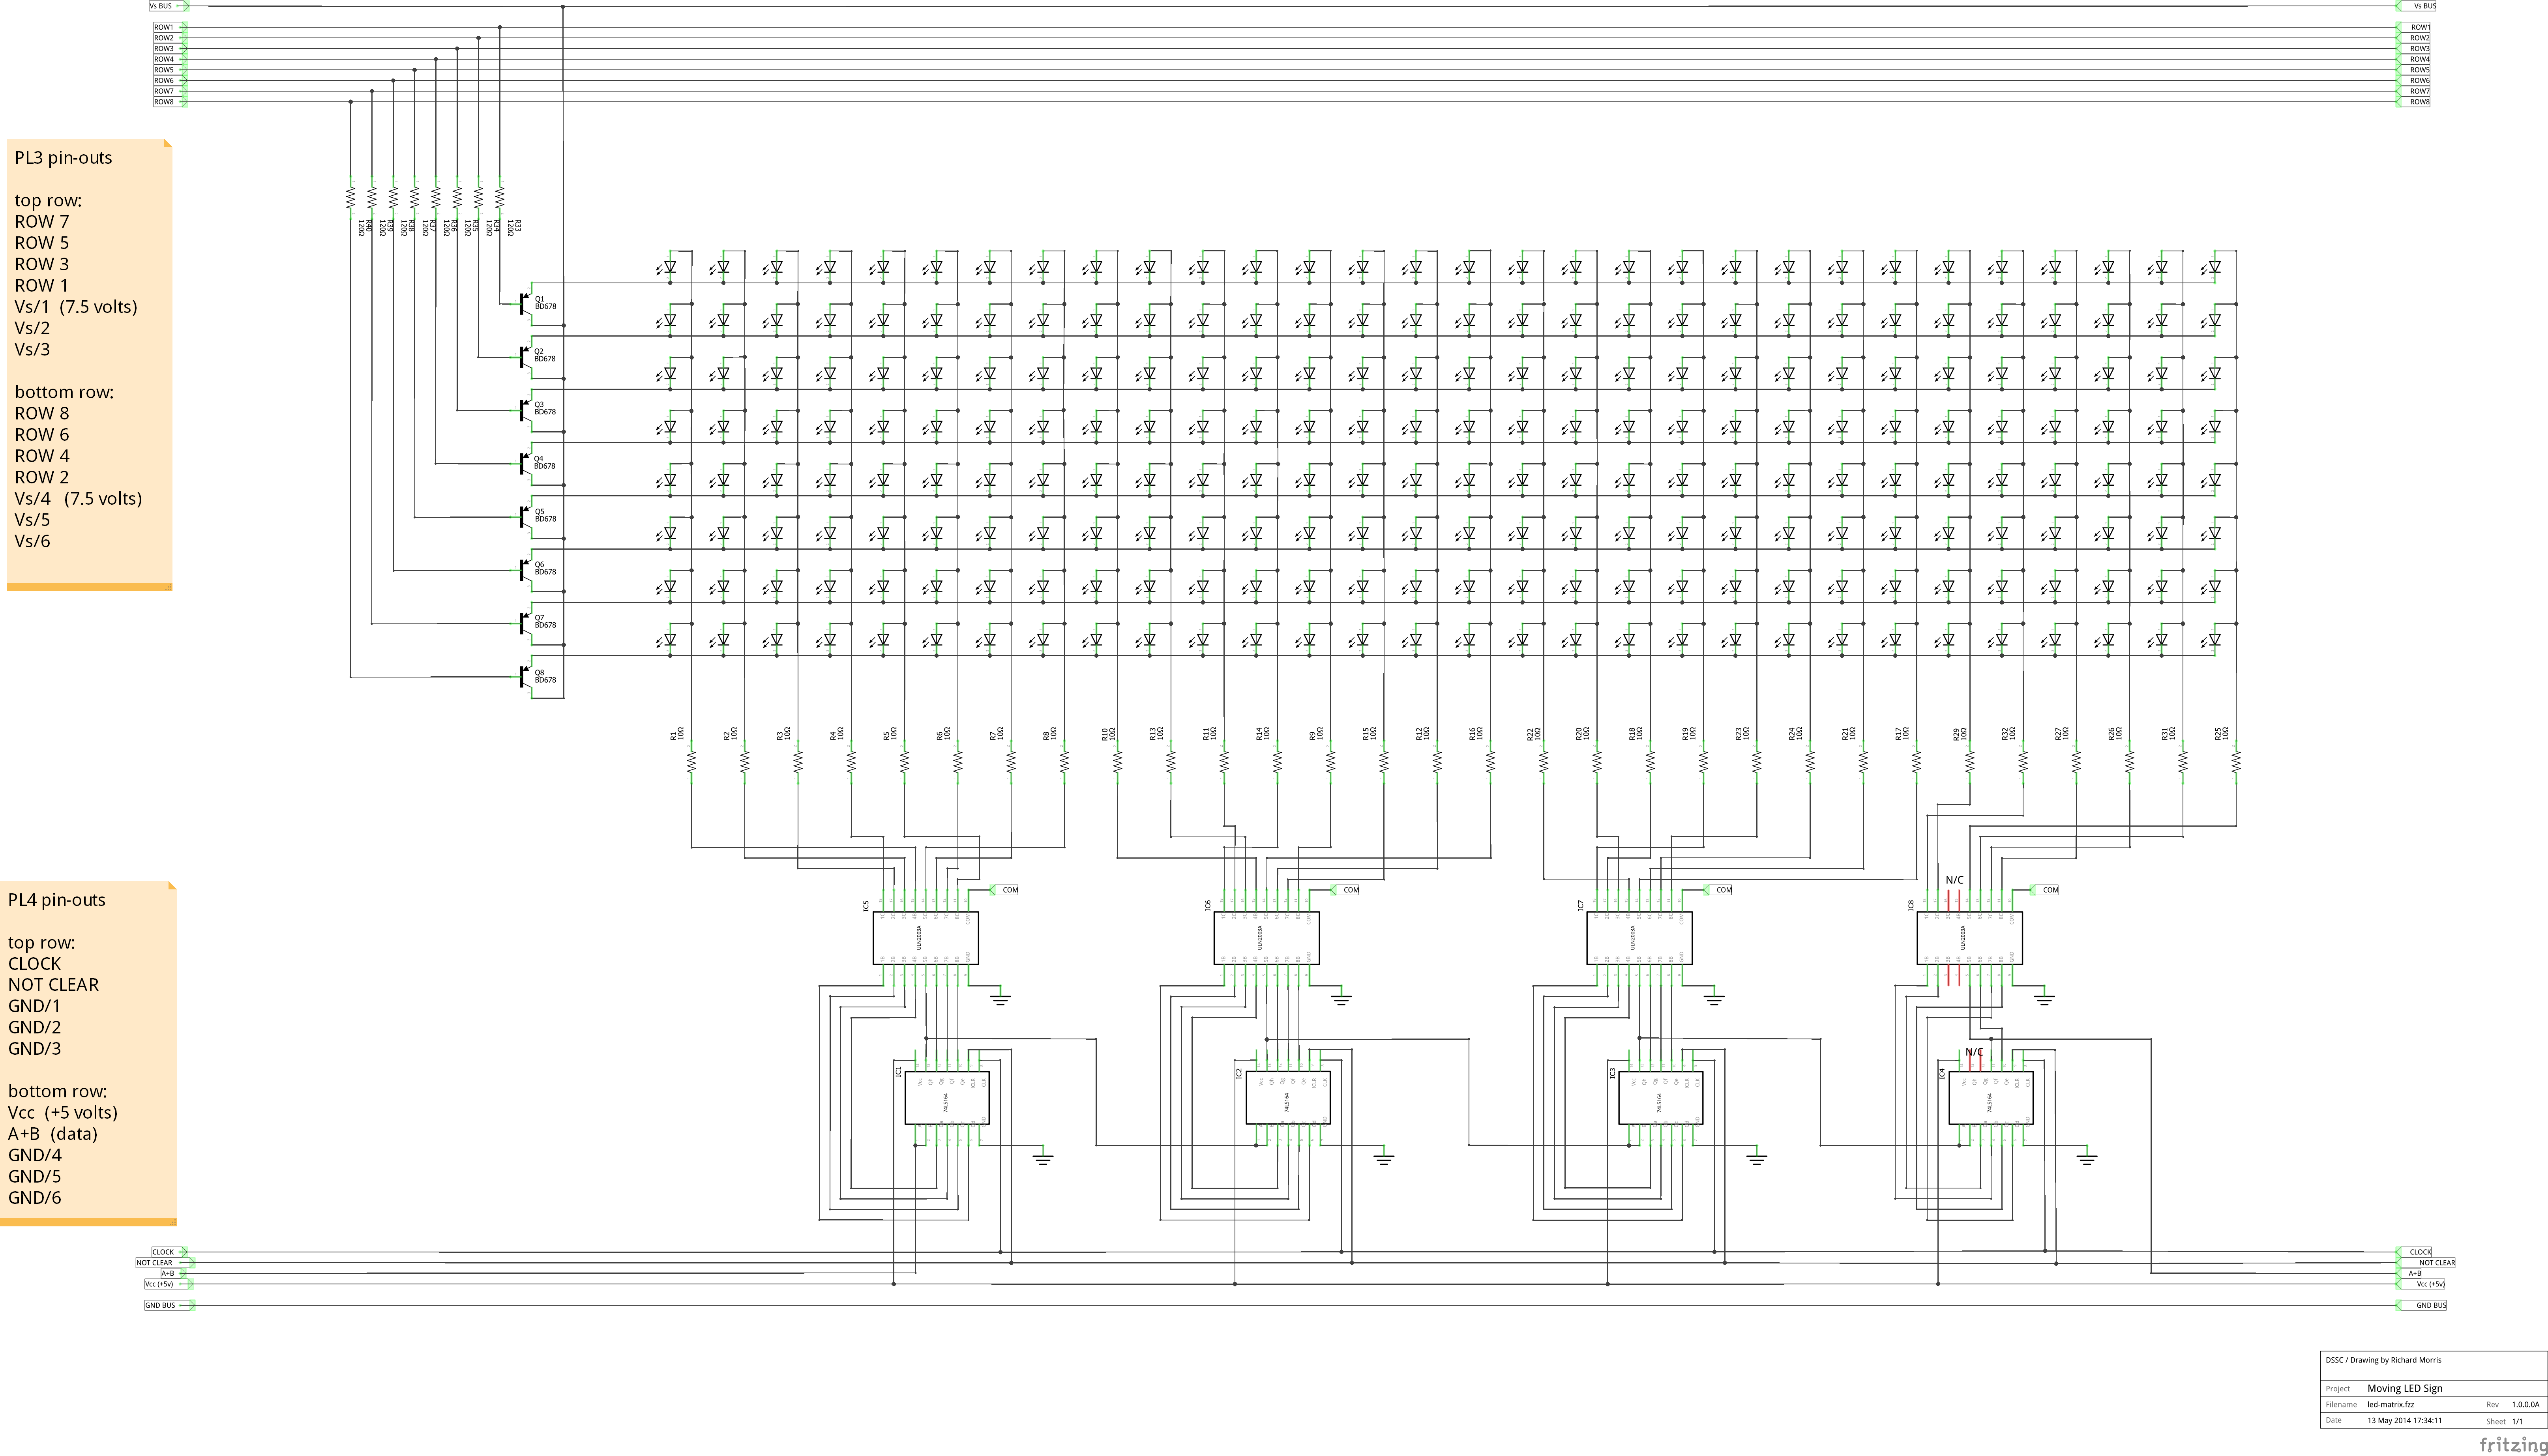 Vs BUS
Vs BUS
ROW1
ROW1
ROW2
ROW2
ROW3
ROW3
ROW4
ROW4
ROW5
ROW5
ROW6
ROW6
ROW7
ROW7
ROW8
ROW8
PL3 pin-outs
top row:
ROW 7
ROW 5
ROW 3
ROW 1
Vs/1 (7.5 volts)
Vs/2
Vs/3
bottom row:
ROW 8
ROW 6
ROW 4
ROW 2
Vs/4 (7.5 volts)
Vs/5
Vs/6
R40
120Ω
R39
120Ω
R38
120Ω
R37
120Ω
R36
120Ω
R35
120Ω
R34
120Ω
R33
120Ω
Q1
BD678
Q2
BD678
Q3
BD678
Q4
BD678
Q5
BD678
Q6
BD678
Q7
BD678
Q8
BD678
R1
10Ω
R2
10Ω
R3
10Ω
R4
10Ω
R5
10Ω
R6
10Ω
R7
10Ω
R8
10Ω
R10
10Ω
R13
10Ω
R11
10Ω
R14
10Ω
R9
10Ω
R15
10Ω
R12
10Ω
R16
10Ω
R22
10Ω
R20
10Ω
R18
10Ω
R19
10Ω
R23
10Ω
R24
10Ω
R21
10Ω
R17
10Ω
R29
10Ω
R32
10Ω
R27
10Ω
R26
10Ω
R31
10Ω
R25
10Ω
PL4 pin-outs
top row:
CLOCK
NOT CLEAR
GND/1
GND/2
GND/3
bottom row:
Vcc (+5 volts)
A+B (data)
GND/4
GND/5
GND/6
COM
COM
COM
N/C
COM
IC5
ULN2003A
IC6
ULN2003A
IC7
ULN2003A
IC8
ULN2003A
N/C
IC1
74LS164
IC2
74LS164
IC3
74LS164
IC4
74LS164
CLOCK
CLOCK
NOT CLEAR
NOT CLEAR
A+B
A+B
Vcc (+5v)
Vcc (+5v)
GND BUS
GND BUS
DSSC / Drawing by Richard Morris
Project Moving LED Sign
Filename led-matrix.fzz Rev 1.0.0.0A
Date 13 May 2014 17:34:11 Sheet 1/1
fritzing